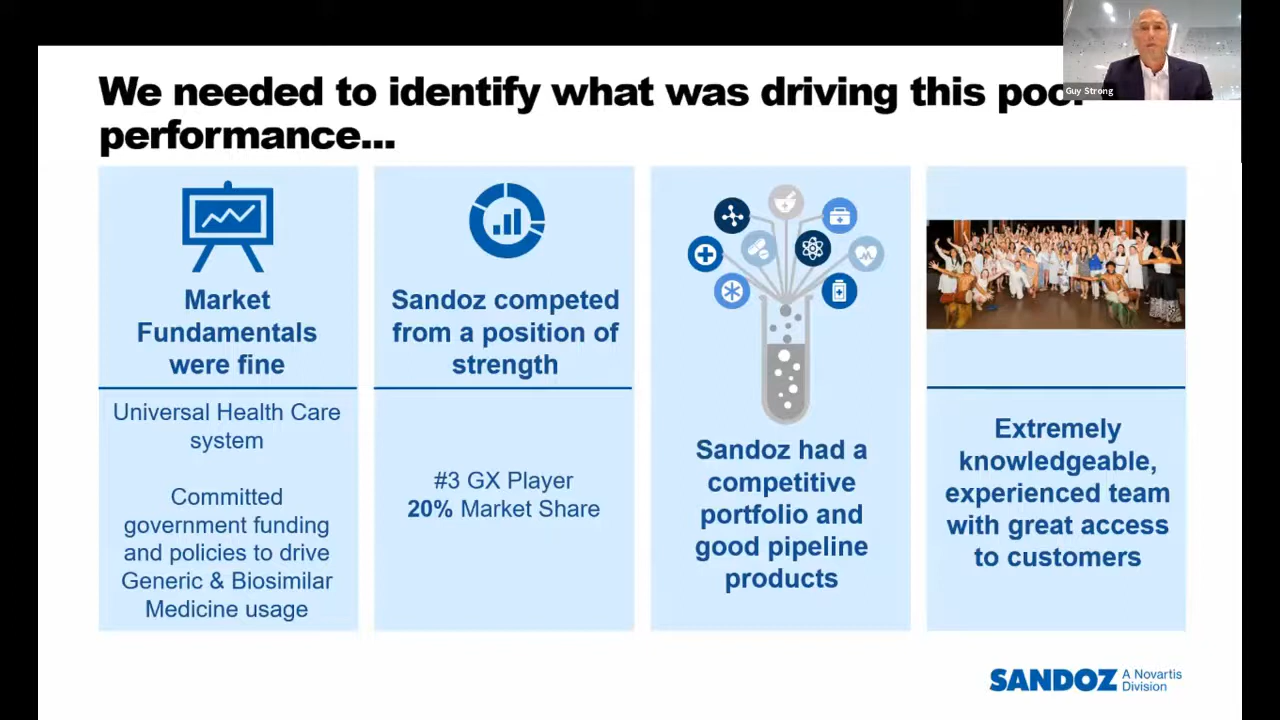 We needed to identify what was driving this poor
performance...
Guy Strong
Market
Fundamentals
were fine
Universal Health Care
system
Committed
government funding
and policies to drive
Generic & Biosimilar
Medicine usage
Sandoz competed
from a position of
strength
#3 GX Player
20% Market Share
Sandoz had a
competitive
portfolio and
good pipeline
products
Extremely
knowledgeable,
experienced team
with great access
to customers
SANDOZ A Novartis
Division